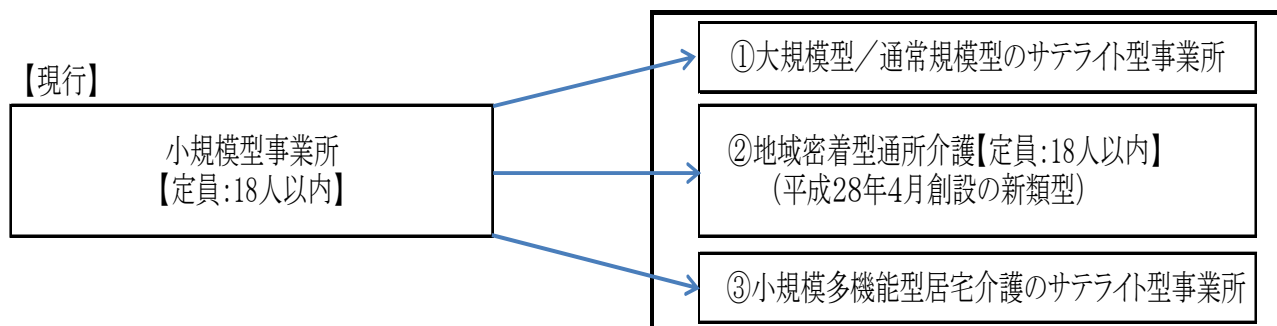 【現行】
小規模型事業所
【定員:18人以内】
①大規模型/通常規模型のサテライト型事業所
②地域密着型通所介護【定員:18人以内】
(平成28年4月創設の新類型)
③小規模多機能型居宅介護のサテライト型事業所